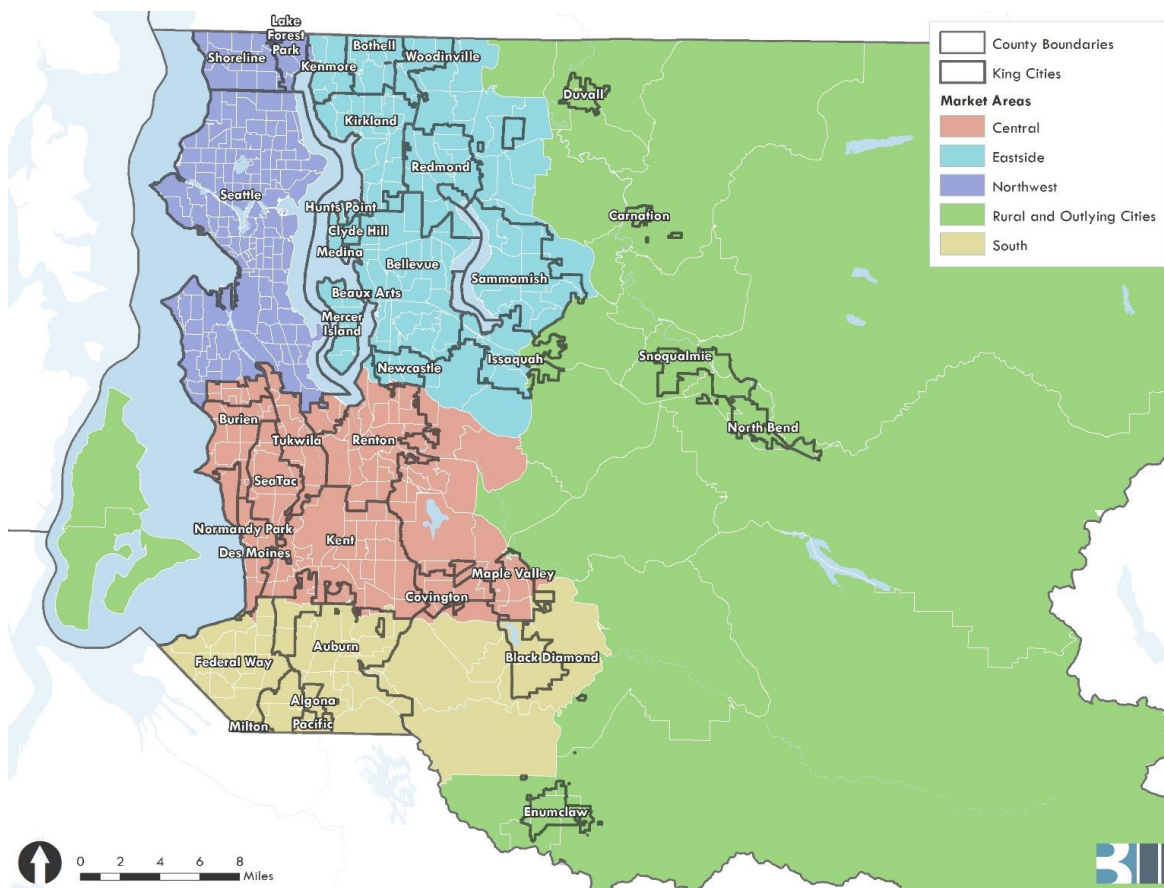 Lake
Forest
Park
Shoreline
Kenmore
Bothell
Woodinville
Duvall
Kirkland
Redmond
Seattle
Hunts Point
Clyde Hill
Medina
Bellevue
Carnation
Sammamish
Beaux Arts
Mercer
Island
Newcastle
Issaquah
Snoqualmie
North Bend
Burien
Tukwila
Renton
SeaTac
Normandy Park
Des Moines
Kent
Maple Valley
Covington
Auburn
Federal Way
Black Diamond
Algona
Pacific
Milton
Enumclaw
County Boundaries
King Cities
Market Areas
Central
Eastside
Northwest
Rural and Outlying Cities
South
0 2 4 6 8
Miles